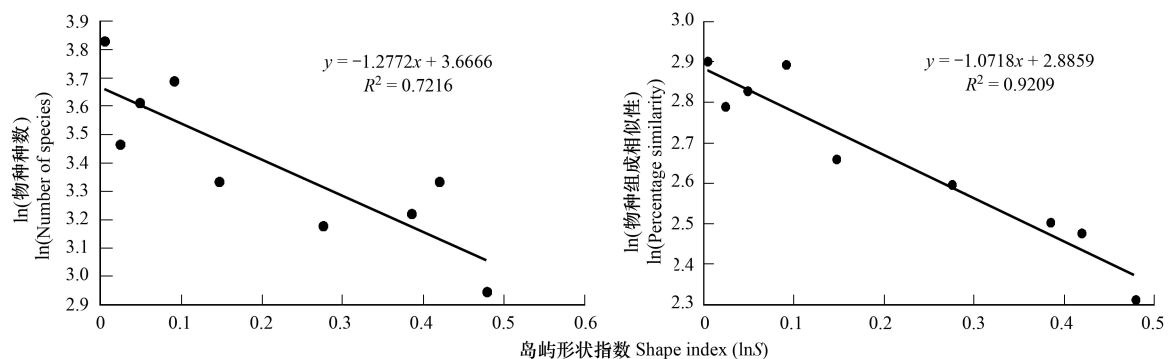 3.9
3.8
3.7
3.6
3.5
3.4
3.3
3.2
3.1
3.0
2.9
ln(物种种数)
ln(Number of species)
y = −1.2772x + 3.6666
R² = 0.7216
0 0.1 0.2 0.3 0.4 0.5 0.6
3.0
2.9
2.8
2.7
2.6
2.5
2.4
2.3
ln(物种组成相似性)
ln(Percentage similarity)
y = −1.0718x + 2.8859
R² = 0.9209
0 0.1 0.2 0.3 0.4 0.5
岛屿形状指数 Shape index (lnS)